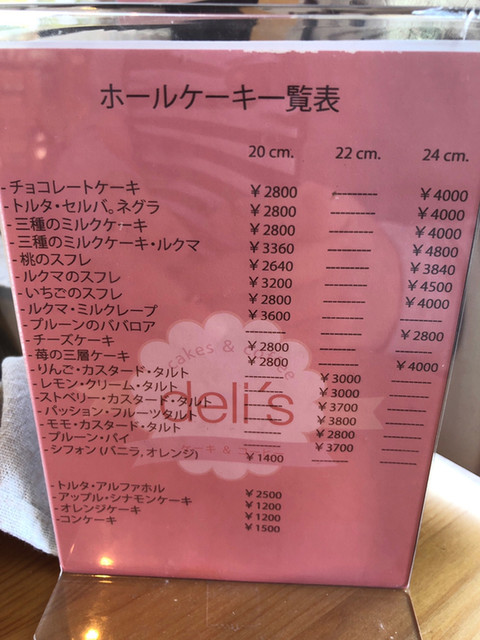 ホールケーキ一覧表
20 cm. 22 cm. 24 cm.
- チョコレートケーキ ￥2800 ---------- ￥4000
- トルタ・セルバ。ネグラ ￥2800 ---------- ￥4000
- 三種のミルクケーキ ￥2800 ---------- ￥4000
- 三種のミルクケーキ・ルクマ ￥3360 ---------- ￥4800
- 桃のスフレ ￥2640 ---------- ￥3840
- ルクマのスフレ ￥3200 ---------- ￥4500
- いちごのスフレ ￥2800 ---------- ￥4000
- ルクマ・ミルクレープ ￥3600 ---------- ----------
- プルーンのババロア ---------- ---------- ￥2800
- チーズケーキ ￥2800 ---------- ----------
- 苺の三層ケーキ ￥2800 ---------- ￥4000
- りんご・カスタード・タルト ---------- ￥3000 ----------
- レモン・クリーム・タルト ---------- ￥3000 ----------
- ストベリー・カスタード・タルト ---------- ￥3700 ----------
- パッション・フルーツタルト ---------- ￥3800 ----------
- モモ・カスタード・タルト ---------- ￥2800 ----------
- プルーン・パイ ---------- ￥3700 ----------
- シフォン (バニラ, オレンジ) ￥1400 ---------- ----------
cakes &
deli´s
ケーキ &
- トルタ・アルファホル ￥2500
- アップル・シナモンケーキ ￥1200
- オレンジケーキ ￥1200
- コンケーキ ￥1500